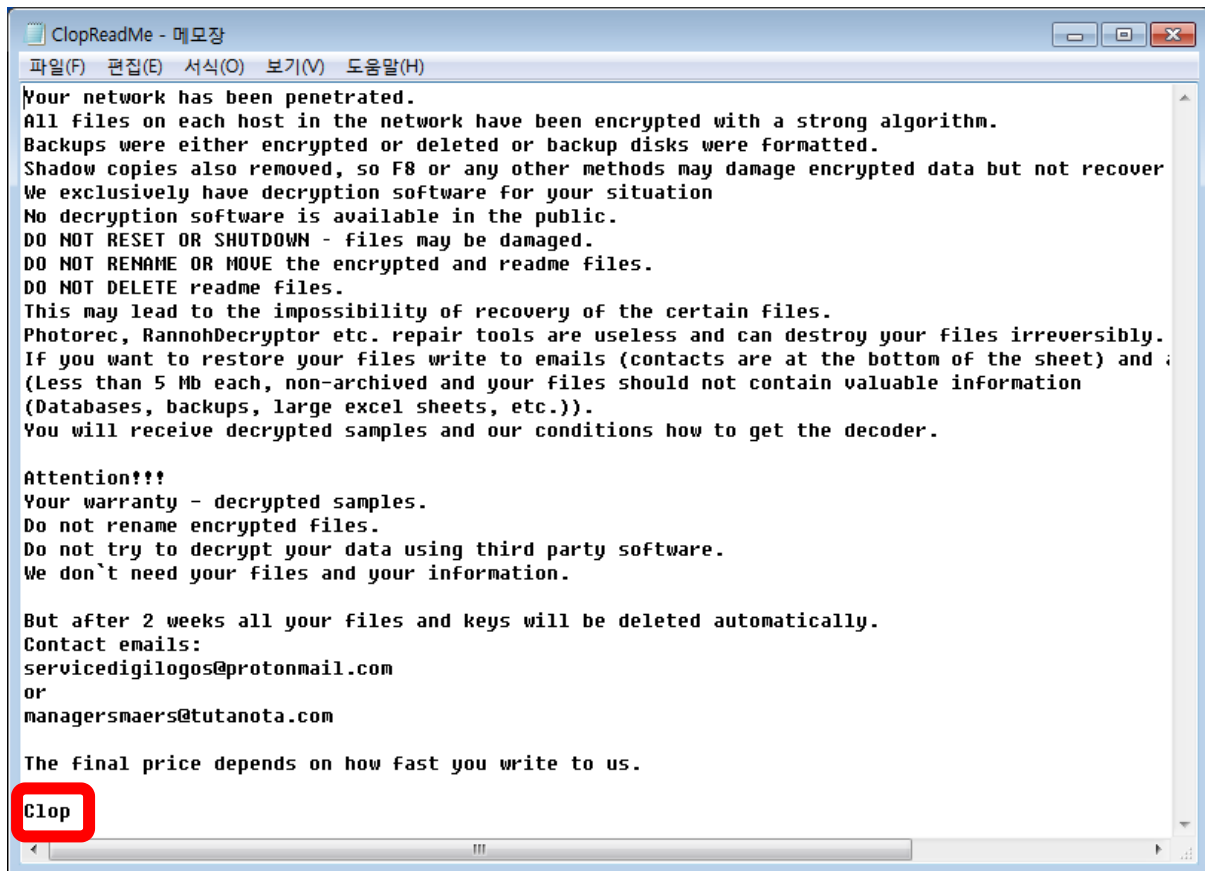 ClopReadMe - 메모장
파일(F) 편집(E) 서식(O) 보기(V) 도움말(H)
Your network has been penetrated.
All files on each host in the network have been encrypted with a strong algorithm.
Backups were either encrypted or deleted or backup disks were formatted.
Shadow copies also removed, so F8 or any other methods may damage encrypted data but not recover
We exclusively have decryption software for your situation
No decryption software is available in the public.
DO NOT RESET OR SHUTDOWN - files may be damaged.
DO NOT RENAME OR MOVE the encrypted and readme files.
DO NOT DELETE readme files.
This may lead to the impossibility of recovery of the certain files.
Photorec, RannohDecryptor etc. repair tools are useless and can destroy your files irreversibly.
If you want to restore your files write to emails (contacts are at the bottom of the sheet) and
(Less than 5 Mb each, non-archived and your files should not contain valuable information
(Databases, backups, large excel sheets, etc.)).
You will receive decrypted samples and our conditions how to get the decoder.
Attention!!!
Your warranty - decrypted samples.
Do not rename encrypted files.
Do not try to decrypt your data using third party software.
We don`t need your files and your information.
But after 2 weeks all your files and keys will be deleted automatically.
Contact emails:
servicedigilogos@protonmail.com
or
managersmaers@tutanota.com
The final price depends on how fast you write to us.
Clop